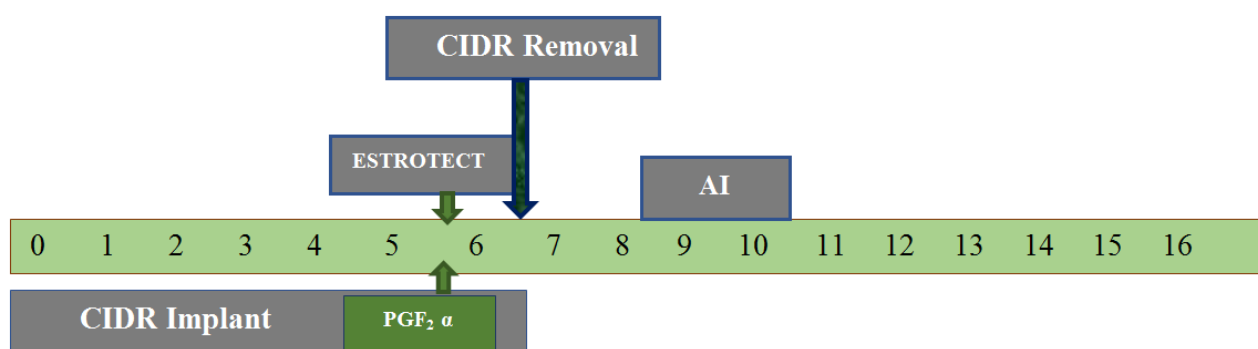 CIDR Removal
ESTROTECT
AI
0 1 2 3 4 5 6 7 8 9 10 11 12 13 14 15 16
CIDR Implant
PGF₂ α